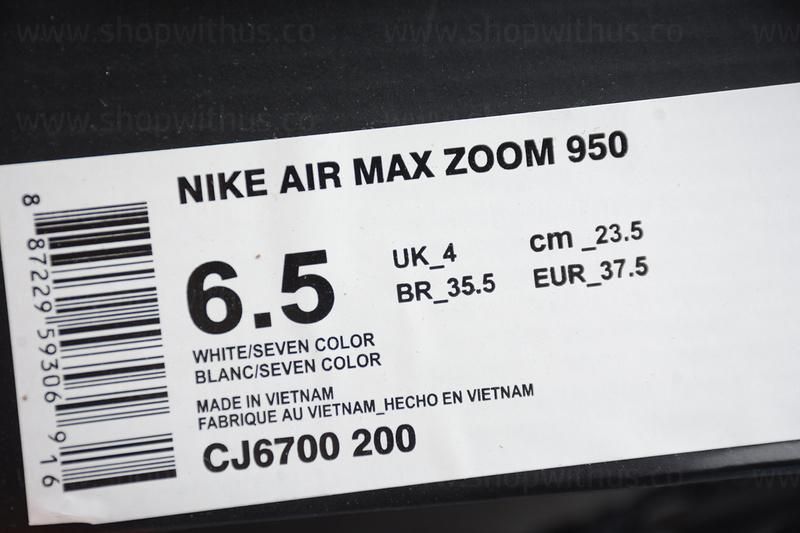 www.shopwithus.co
www.shopwithus.co
www.shopwithus.co
NIKE AIR MAX ZOOM 950
6.5
UK_4
cm _23.5
BR_35.5
EUR_37.5
WHITE/SEVEN COLOR
BLANC/SEVEN COLOR
MADE IN VIETNAM
FABRIQUE AU VIETNAM_HECHO EN VIETNAM
CJ6700 200
8 87229 59306 9 16